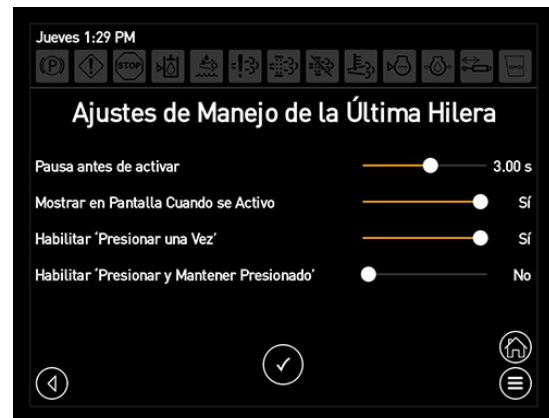 Jueves 1:29 PM
STOP
Ajustes de Manejo de la Última Hilera
Pausa antes de activar 3.00 s
Mostrar en Pantalla Cuando se Activo Sí
Habilitar 'Presionar una Vez' Sí
Habilitar 'Presionar y Mantener Presionado' No